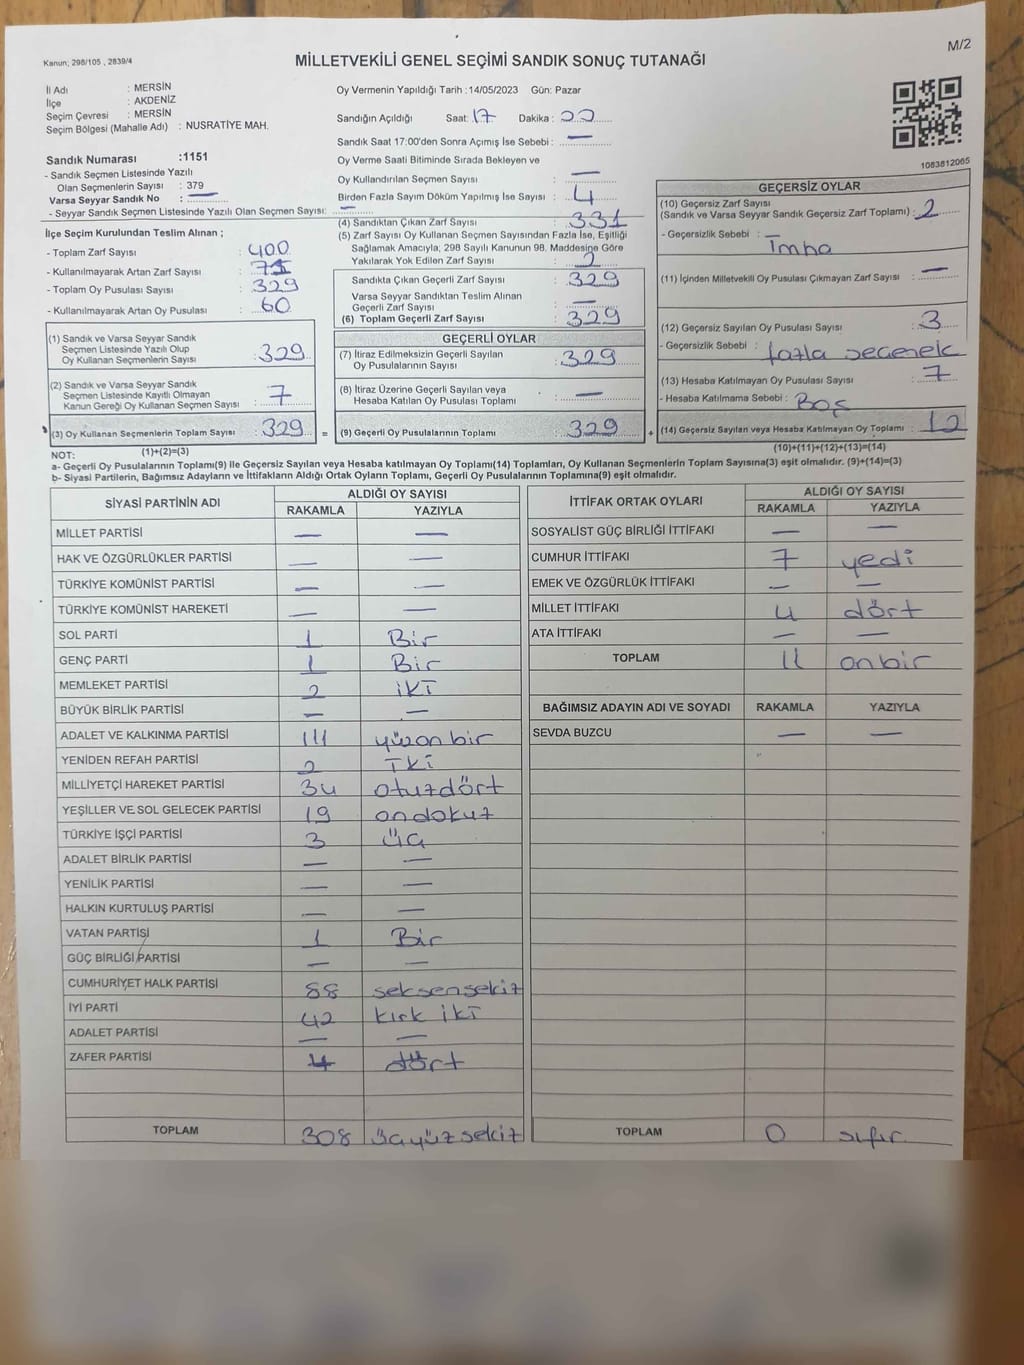 M/2
Kanun; 298/105 , 2839/4
MİLLETVEKİLİ GENEL SEÇİMİ SANDIK SONUÇ TUTANAĞI
İl Adı : MERSİN
İlçe : AKDENİZ
Seçim Çevresi : MERSİN
Seçim Bölgesi (Mahalle Adı) : NUSRATİYE MAH.
Sandık Numarası :1151
- Sandık Seçmen Listesinde Yazılı
Olan Seçmenlerin Sayısı : 379
Varsa Seyyar Sandık No : —
- Seyyar Sandık Seçmen Listesinde Yazılı Olan Seçmen Sayısı: —
İlçe Seçim Kurulundan Teslim Alınan ;
- Toplam Zarf Sayısı : 400
- Kullanılmayarak Artan Zarf Sayısı : 71
- Toplam Oy Pusulası Sayısı : 329
- Kullanılmayarak Artan Oy Pusulası : 60
(1) Sandık ve Varsa Seyyar Sandık
Seçmen Listesinde Yazılı Olup
Oy Kullanan Seçmenlerin Sayısı : 329
(2) Sandık ve Varsa Seyyar Sandık
Seçmen Listesinde Kayıtlı Olmayan
Kanun Gereği Oy Kullanan Seçmen Sayısı : 7
(3) Oy Kullanan Seçmenlerin Toplam Sayısı : 329 =
(1)+(2)=(3)
Oy Vermenin Yapıldığı Tarih :14/05/2023 Gün: Pazar
Sandığın Açıldığı Saat: 17 Dakika : 22
Sandık Saat 17:00'den Sonra Açımış İse Sebebi : —
Oy Verme Saati Bitiminde Sırada Bekleyen ve
Oy Kullandırılan Seçmen Sayısı : —
Birden Fazla Sayım Döküm Yapılmış İse Sayısı : 4
(4) Sandıktan Çıkan Zarf Sayısı : 331
(5) Zarf Sayısı Oy Kullanan Seçmen Sayısından Fazla İse, Eşitliği
Sağlamak Amacıyla, 298 Sayılı Kanunun 98. Maddesine Göre
Yakılarak Yok Edilen Zarf Sayısı : 2
Sandıkta Çıkan Geçerli Zarf Sayısı : 329
Varsa Seyyar Sandıktan Teslim Alınan
Geçerli Zarf Sayısı : —
(6) Toplam Geçerli Zarf Sayısı : 329
GEÇERLİ OYLAR
(7) İtiraz Edilmeksizin Geçerli Sayılan
Oy Pusulalarının Sayısı : 329
(8) İtiraz Üzerine Geçerli Sayılan veya
Hesaba Katılan Oy Pusulası Toplamı : —
(9) Geçerli Oy Pusulalarının Toplamı : 329 +
1083812065
GEÇERSİZ OYLAR
(10) Geçersiz Zarf Sayısı
(Sandık ve Varsa Seyyar Sandık Geçersiz Zarf Toplamı) : 2
- Geçersizlik Sebebi : —
İmha
(11) İçinden Milletvekili Oy Pusulası Çıkmayan Zarf Sayısı : —
(12) Geçersiz Sayılan Oy Pusulası Sayısı : 3
- Geçersizlik Sebebi : fazla seçenek
(13) Hesaba Katılmayan Oy Pusulası Sayısı : 7
- Hesaba Katılmama Sebebi : Boş
(14) Geçersiz Sayılan veya Hesaba Katılmayan Oy Toplamı : 12
(10)+(11)+(12)+(13)=(14)
NOT:
a- Geçerli Oy Pusulalarının Toplamı(9) ile Geçersiz Sayılan veya Hesaba katılmayan Oy Toplamı(14) Toplamları, Oy Kullanan Seçmenlerin Toplam Sayısına(3) eşit olmalıdır. (9)+(14)=(3)
b- Siyasi Partilerin, Bağımsız Adayların ve İttifakların Aldığı Ortak Oyların Toplamı, Geçerli Oy Pusulalarının Toplamına(9) eşit olmalıdır.
SİYASİ PARTİNİN ADI ALDIĞI OY SAYISI
RAKAMLA YAZIYLA
MİLLET PARTİSİ — —
HAK VE ÖZGÜRLÜKLER PARTİSİ — —
TÜRKİYE KOMÜNİST PARTİSİ — —
TÜRKİYE KOMÜNİST HAREKETİ — —
SOL PARTİ 1 Bir
GENÇ PARTİ 1 Bir
MEMLEKET PARTİSİ 2 iki
BÜYÜK BİRLİK PARTİSİ — —
ADALET VE KALKINMA PARTİSİ 111 yüzonbir
YENİDEN REFAH PARTİSİ 2 İki
MİLLİYETÇİ HAREKET PARTİSİ 34 otuzdört
YEŞİLLER VE SOL GELECEK PARTİSİ 19 ondokuz
TÜRKİYE İŞÇİ PARTİSİ 3 üç
ADALET BİRLİK PARTİSİ — —
YENİLİK PARTİSİ — —
HALKIN KURTULUŞ PARTİSİ — —
VATAN PARTİSİ 1 Bir
GÜÇ BİRLİĞİ PARTİSİ — —
CUMHURİYET HALK PARTİSİ 88 seksensekiz
İYİ PARTİ 42 kırk iki
ADALET PARTİSİ — —
ZAFER PARTİSİ 4 dört
TOPLAM 308 üçyüzsekiz
İTTİFAK ORTAK OYLARI ALDIĞI OY SAYISI
RAKAMLA YAZIYLA
SOSYALİST GÜÇ BİRLİĞİ İTTİFAKI — —
CUMHUR İTTİFAKI 7 yedi
EMEK VE ÖZGÜRLÜK İTTİFAKI — —
MİLLET İTTİFAKI 4 dört
ATA İTTİFAKI — —
TOPLAM 11 onbir
BAĞIMSIZ ADAYIN ADI VE SOYADI RAKAMLA YAZIYLA
SEVDA BUZCU — —
TOPLAM 0 sıfır